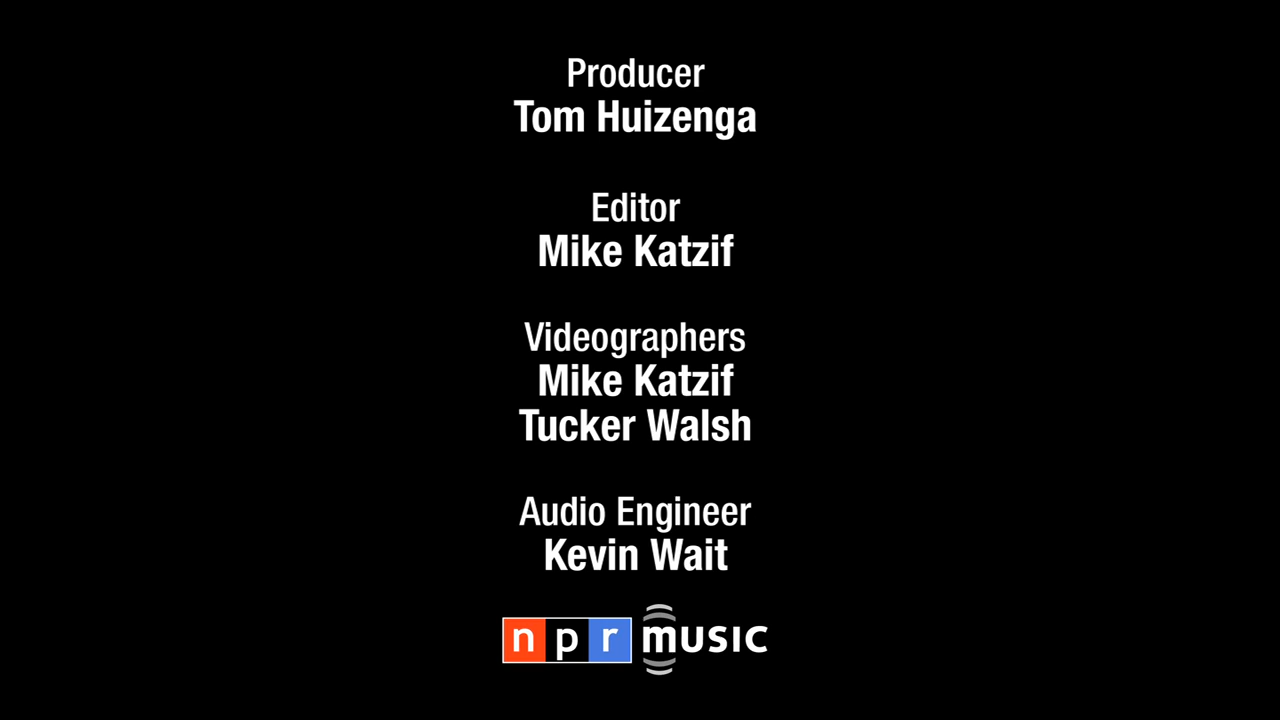 Producer
Tom Huizenga
Editor
Mike Katzif
Videographers
Mike Katzif
Tucker Walsh
Audio Engineer
Kevin Wait
npr music